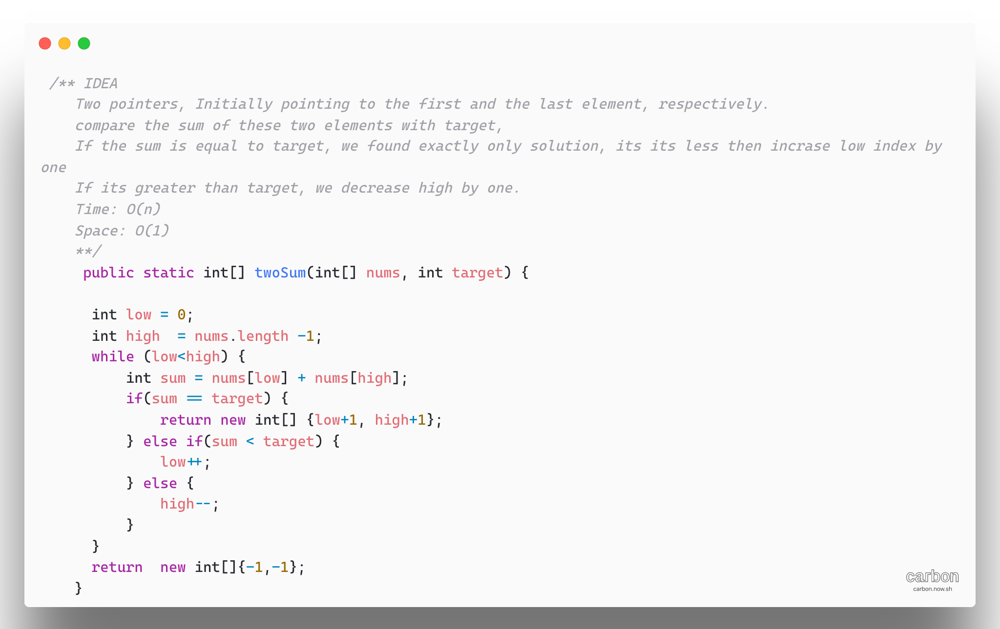 /** IDEA
Two pointers, Initially pointing to the first and the last element, respectively.
compare the sum of these two elements with target,
If the sum is equal to target, we found exactly only solution, its its less then incrase low index by
one
If its greater than target, we decrease high by one.
Time: O(n)
Space: O(1)
**/
public static int[] twoSum(int[] nums, int target) {
int low = 0;
int high  = nums.length -1;
while (low<high) {
int sum = nums[low] + nums[high];
if(sum == target) {
return new int[] {low+1, high+1};
} else if(sum < target) {
low++;
} else {
high--;
}
}
return  new int[]{-1,-1};
}
carbon
carbon.now.sh